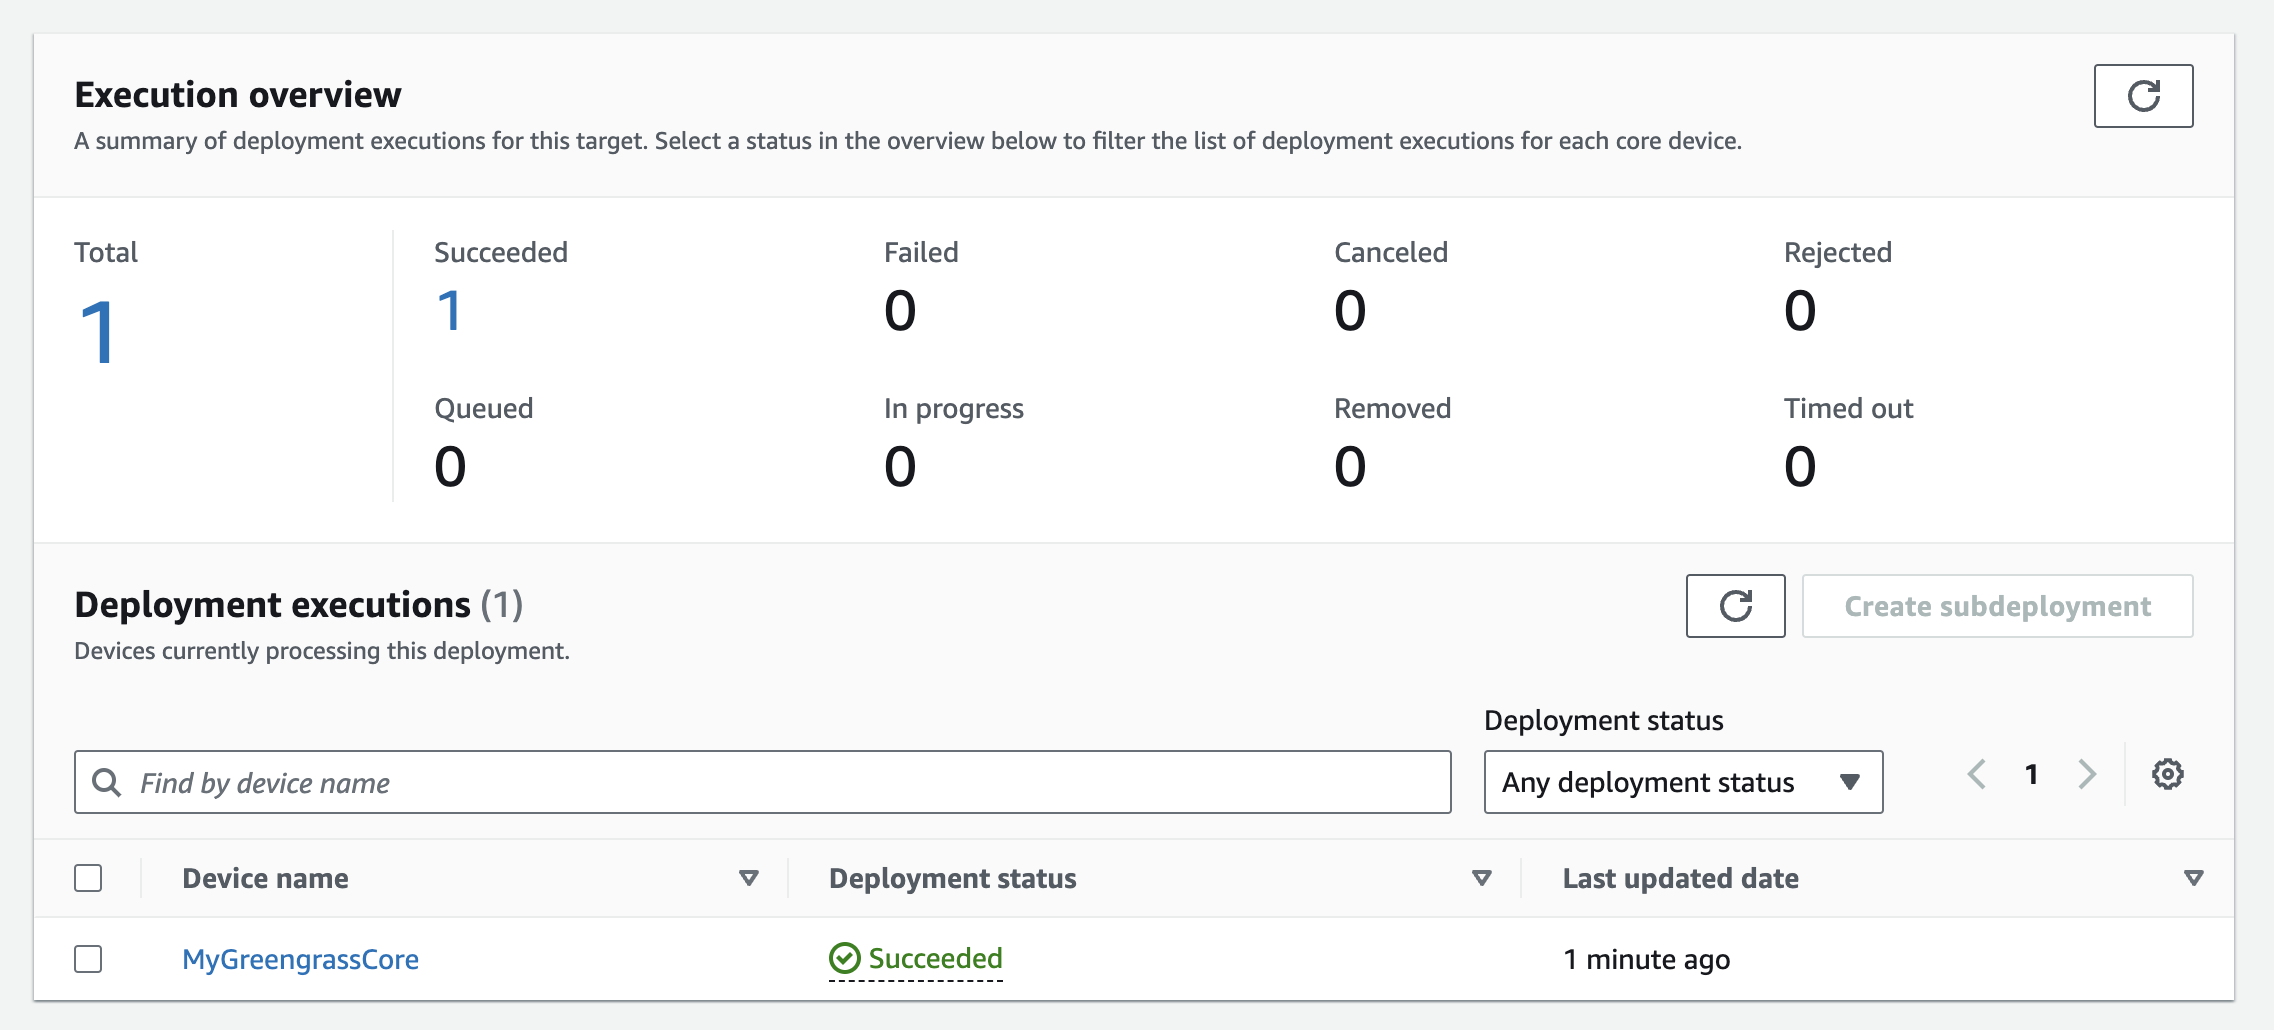 Execution overview
A summary of deployment executions for this target. Select a status in the overview below to filter the list of deployment executions for each core device.
Total
1
Succeeded
1
Failed
0
Canceled
0
Rejected
0
Queued
0
In progress
0
Removed
0
Timed out
0
Deployment executions (1)
Devices currently processing this deployment.
Create subdeployment
Find by device name
Deployment status
Any deployment status
1
Device name
Deployment status
Last updated date
MyGreengrassCore
Succeeded
1 minute ago